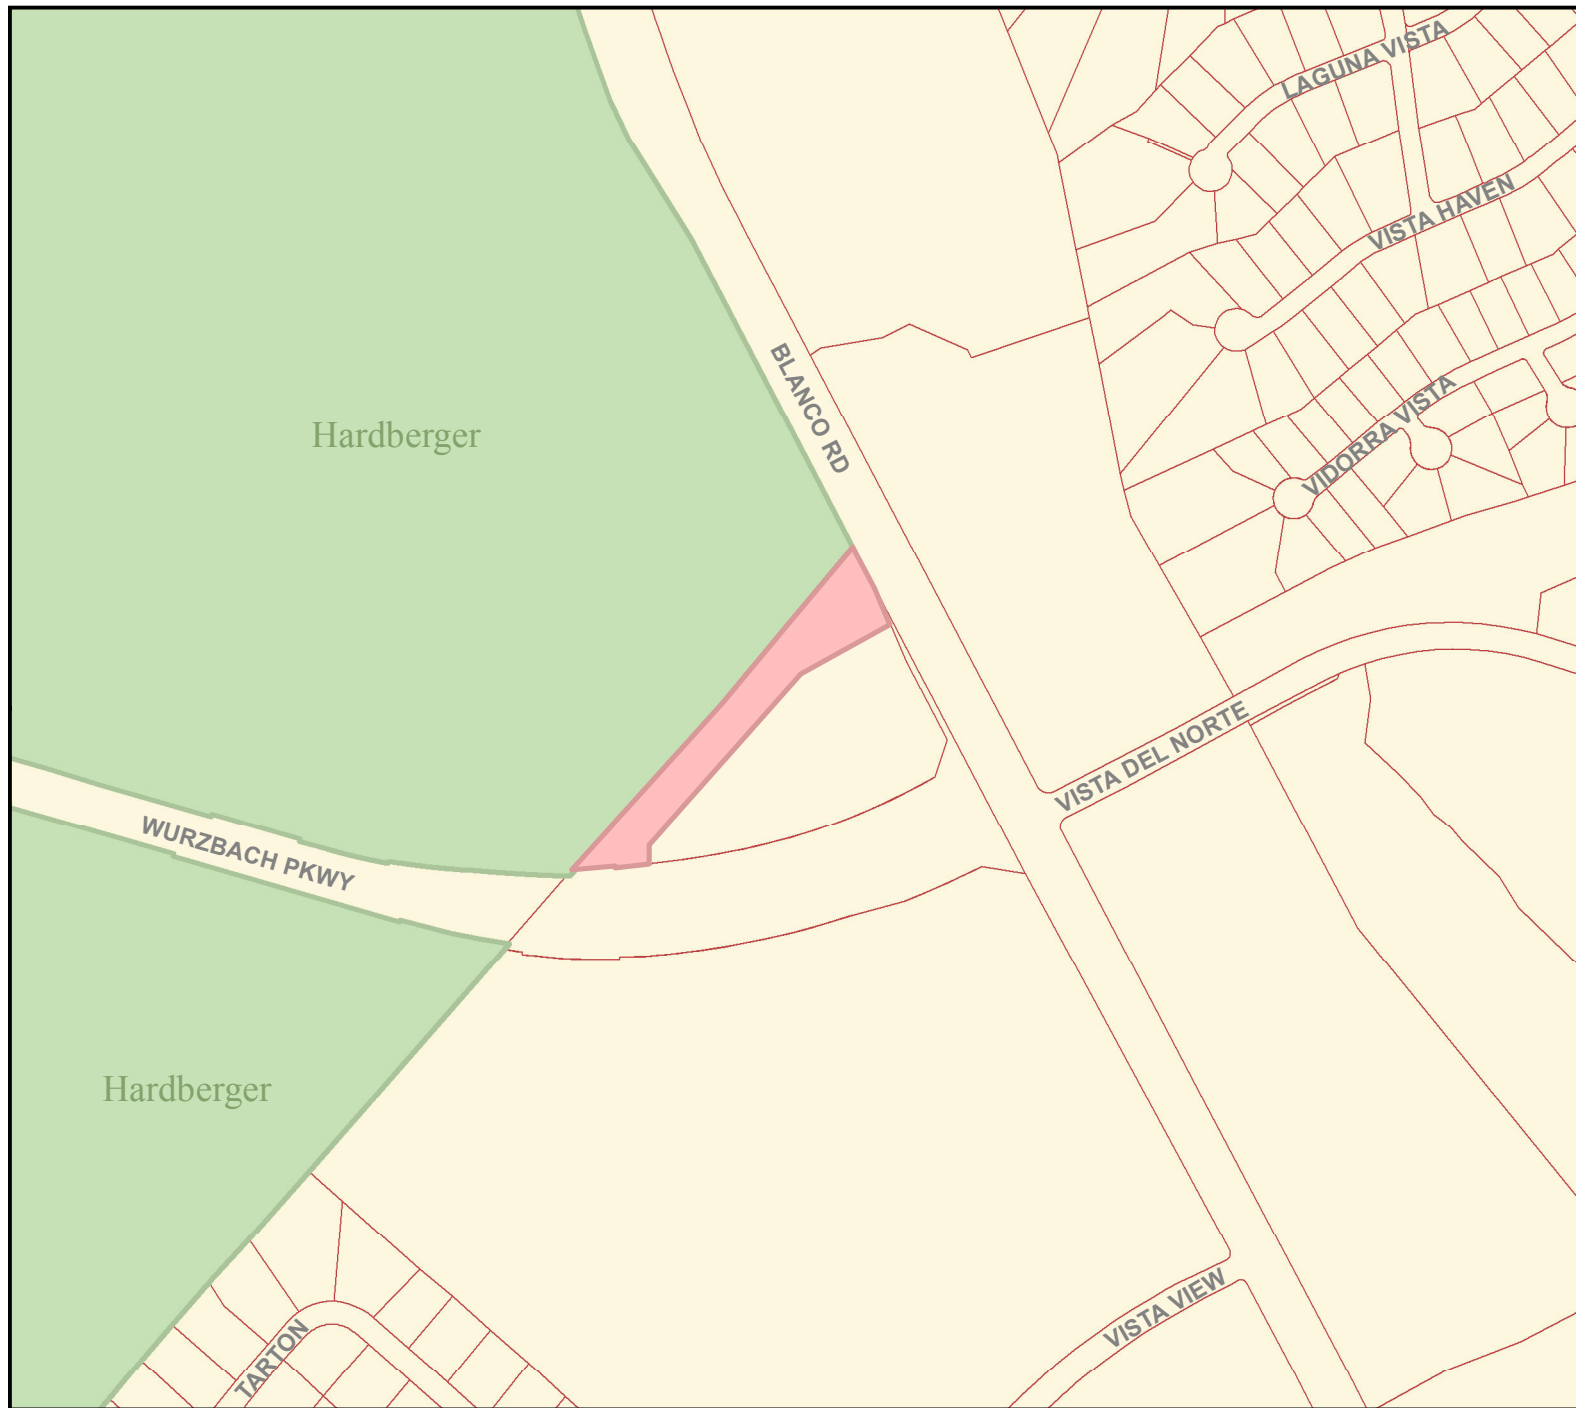 LAGUNA VISTA
VISTA HAVEN
BLANCO RD
VIDORRA VISTA
Hardberger
VISTA DEL NORTE
WURZBACH PKWY
Hardberger
VISTA VIEW
TARTON